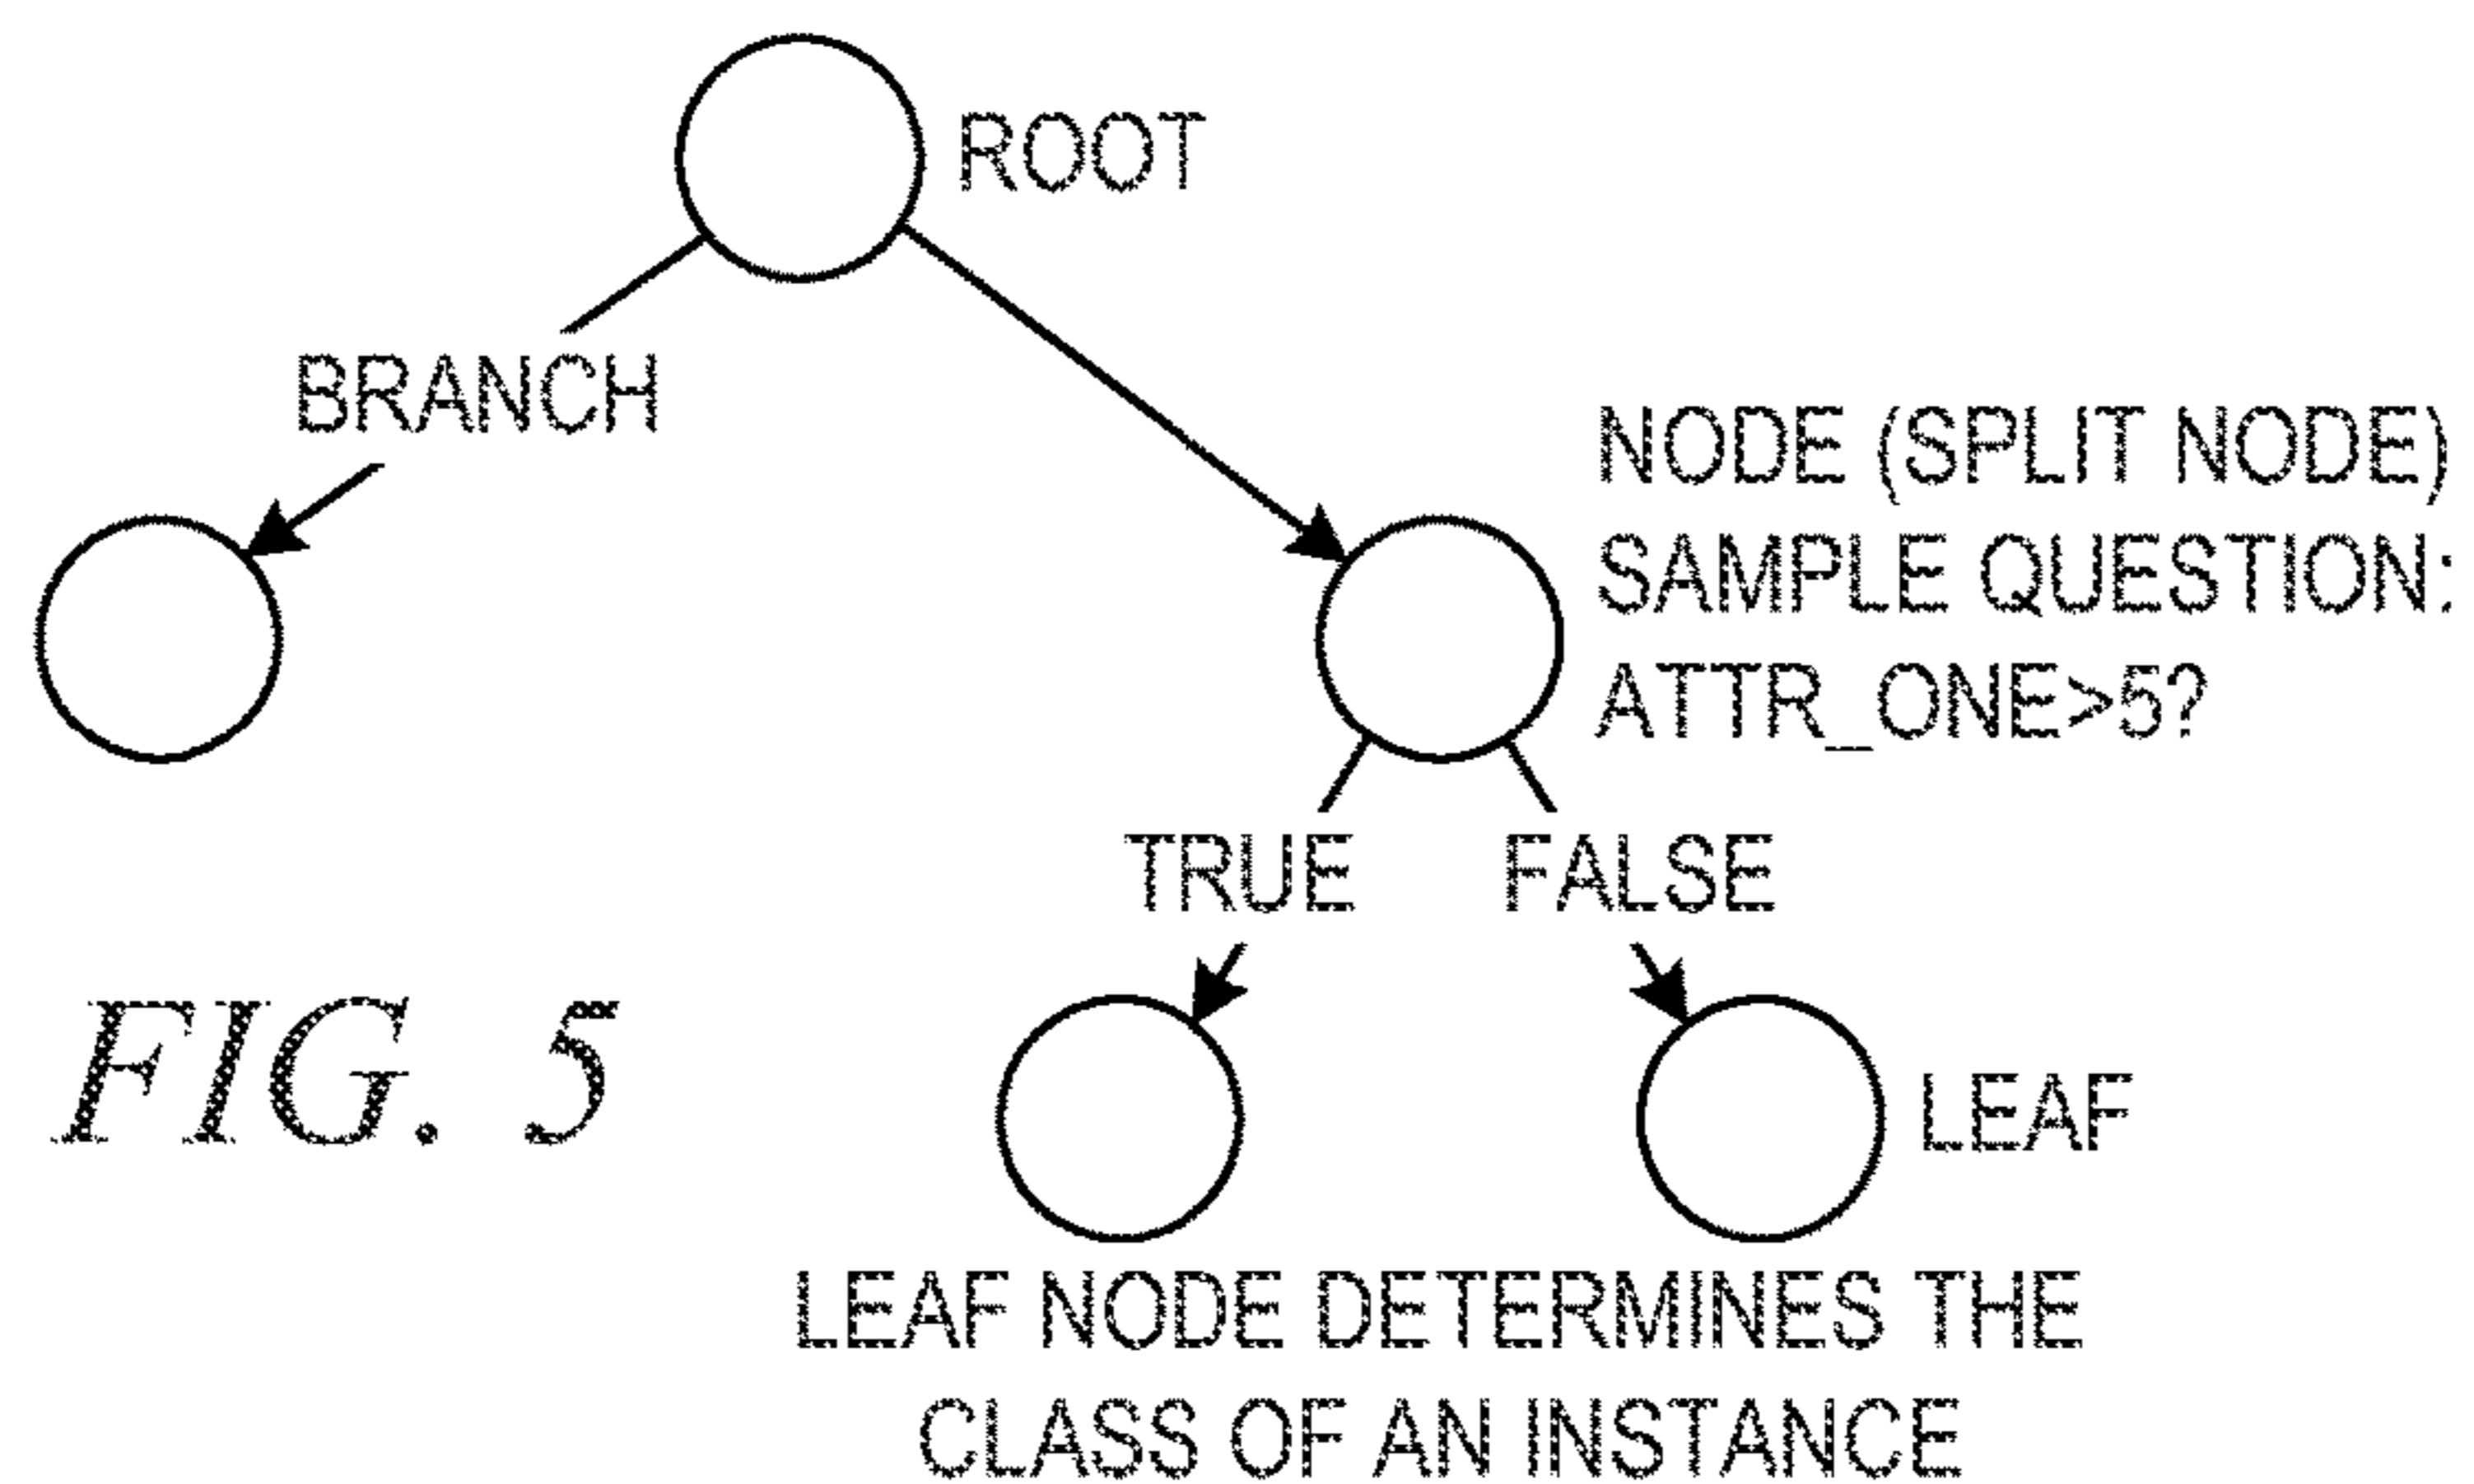 ROOT
BRANCH
NODE (SPLIT NODE)
SAMPLE QUESTION:
ATTR_ONE>5?
TRUE
FALSE
FIG. 5
LEAF
LEAF NODE DETERMINES THE
CLASS OF AN INSTANCE